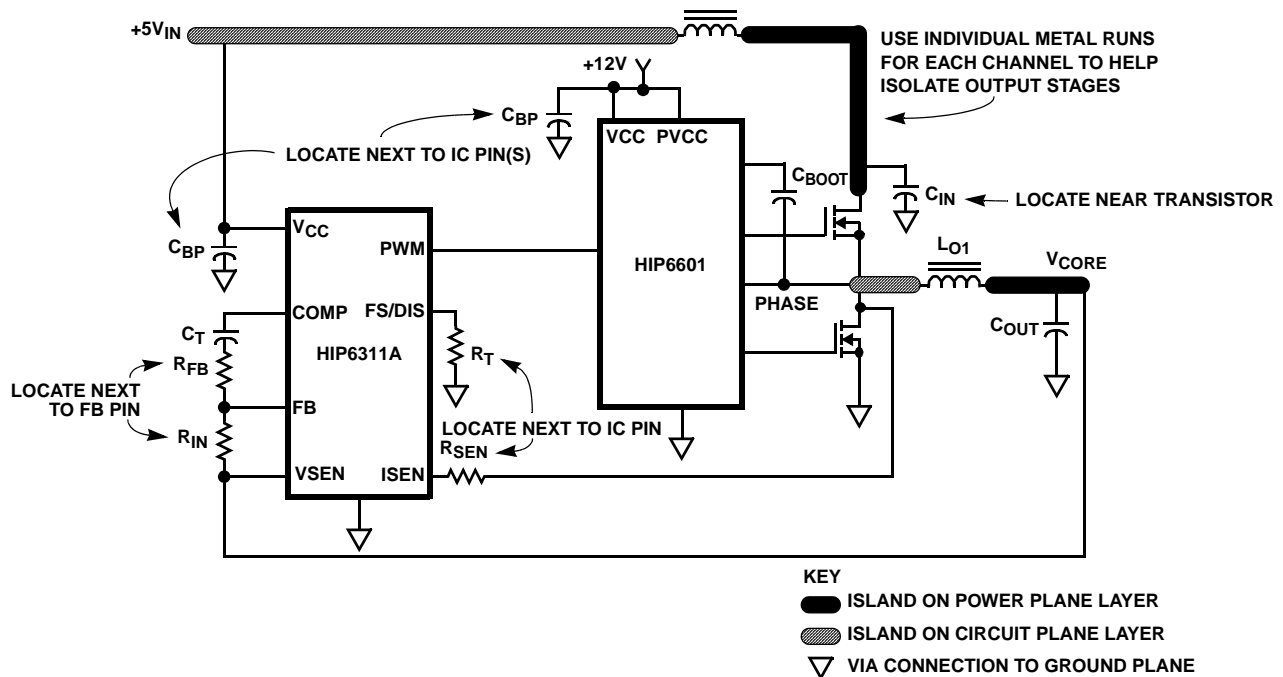 +5VIN
USE INDIVIDUAL METAL RUNS
FOR EACH CHANNEL TO HELP
ISOLATE OUTPUT STAGES
+12V
CBP
VCC PVCC
LOCATE NEXT TO IC PIN(S)
CBOOT
CIN
LOCATE NEAR TRANSISTOR
CBP
VCC
PWM
HIP6601
LO1
VCORE
PHASE
COMP
FS/DIS
CT
COUT
HIP6311A
RT
RFB
LOCATE NEXT
TO FB PIN
FB
RIN
LOCATE NEXT TO IC PIN
RSEN
VSEN
ISEN
KEY
ISLAND ON POWER PLANE LAYER
ISLAND ON CIRCUIT PLANE LAYER
VIA CONNECTION TO GROUND PLANE